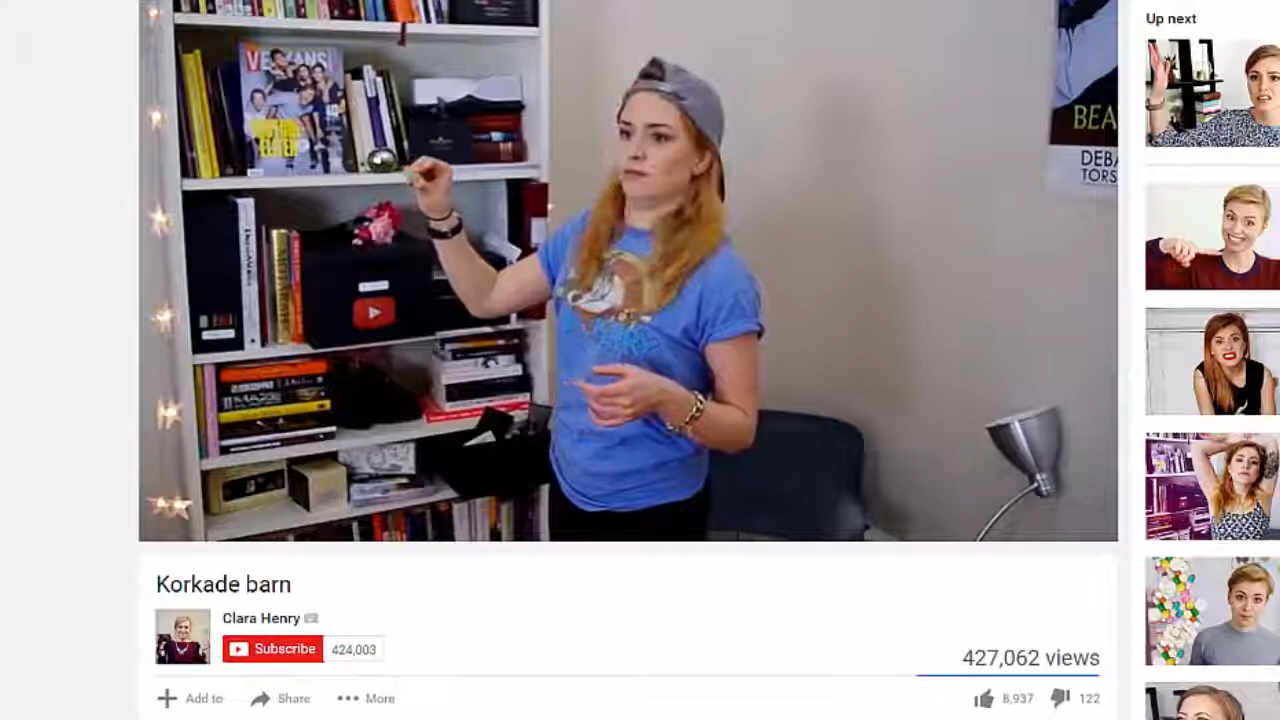 Up next
BEA
DEBA
TORS
Korkade barn
Clara Henry
Subscribe 424,003
427,062 views
Add to Share More 8,937 122